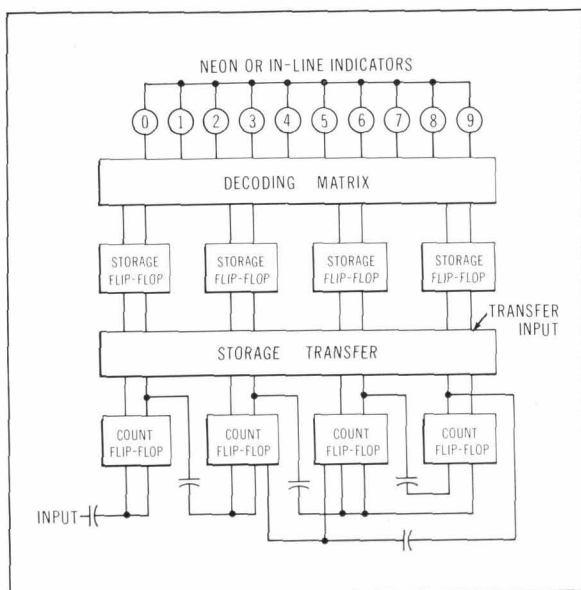 NEON OR IN-LINE INDICATORS
0 1 2 3 4 5 6 7 8 9
DECODING MATRIX
STORAGE FLIP-FLOP
STORAGE FLIP-FLOP
STORAGE FLIP-FLOP
STORAGE FLIP-FLOP
TRANSFER
INPUT
STORAGE TRANSFER
COUNT FLIP-FLOP
COUNT FLIP-FLOP
COUNT FLIP-FLOP
COUNT FLIP-FLOP
INPUT